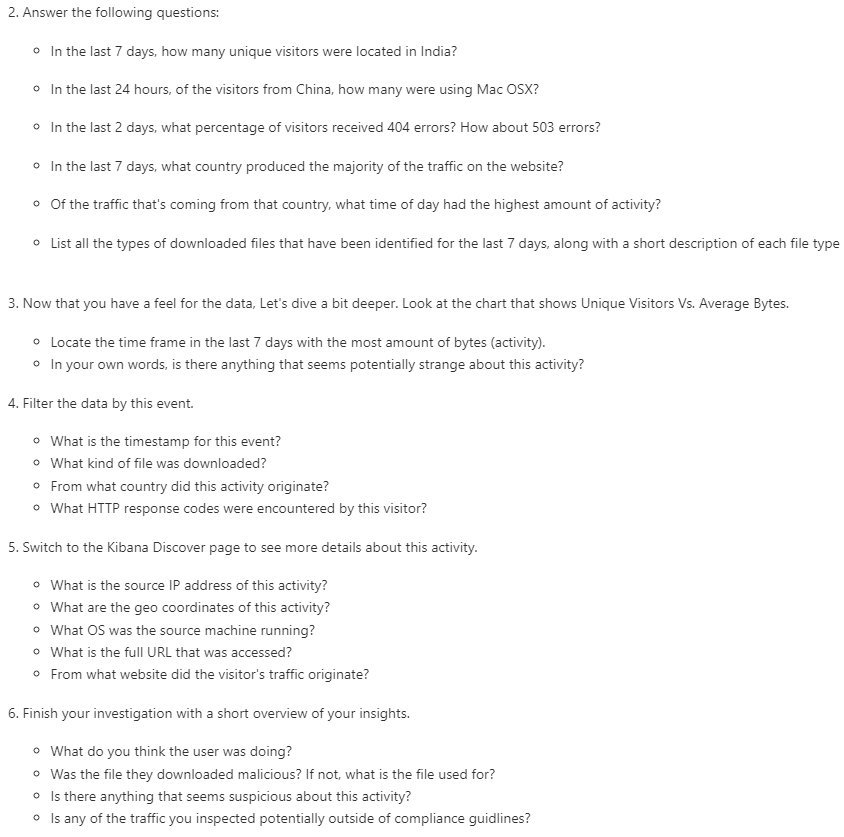 2. Answer the following questions:
In the last 7 days, how many unique visitors were located in India?
In the last 24 hours, of the visitors from China, how many were using Mac OSX?
In the last 2 days, what percentage of visitors received 404 errors? How about 503 errors?
In the last 7 days, what country produced the majority of the traffic on the website?
Of the traffic that's coming from that country, what time of day had the highest amount of activity?
List all the types of downloaded files that have been identified for the last 7 days, along with a short description of each file type
3. Now that you have a feel for the data, Let's dive a bit deeper. Look at the chart that shows Unique Visitors Vs. Average Bytes.
Locate the time frame in the last 7 days with the most amount of bytes (activity).
In your own words, is there anything that seems potentially strange about this activity?
4. Filter the data by this event.
What is the timestamp for this event?
What kind of file was downloaded?
From what country did this activity originate?
What HTTP response codes were encountered by this visitor?
5. Switch to the Kibana Discover page to see more details about this activity.
What is the source IP address of this activity?
What are the geo coordinates of this activity?
What OS was the source machine running?
What is the full URL that was accessed?
From what website did the visitor's traffic originate?
6. Finish your investigation with a short overview of your insights.
What do you think the user was doing?
Was the file they downloaded malicious? If not, what is the file used for?
Is there anything that seems suspicious about this activity?
Is any of the traffic you inspected potentially outside of compliance guidlines?